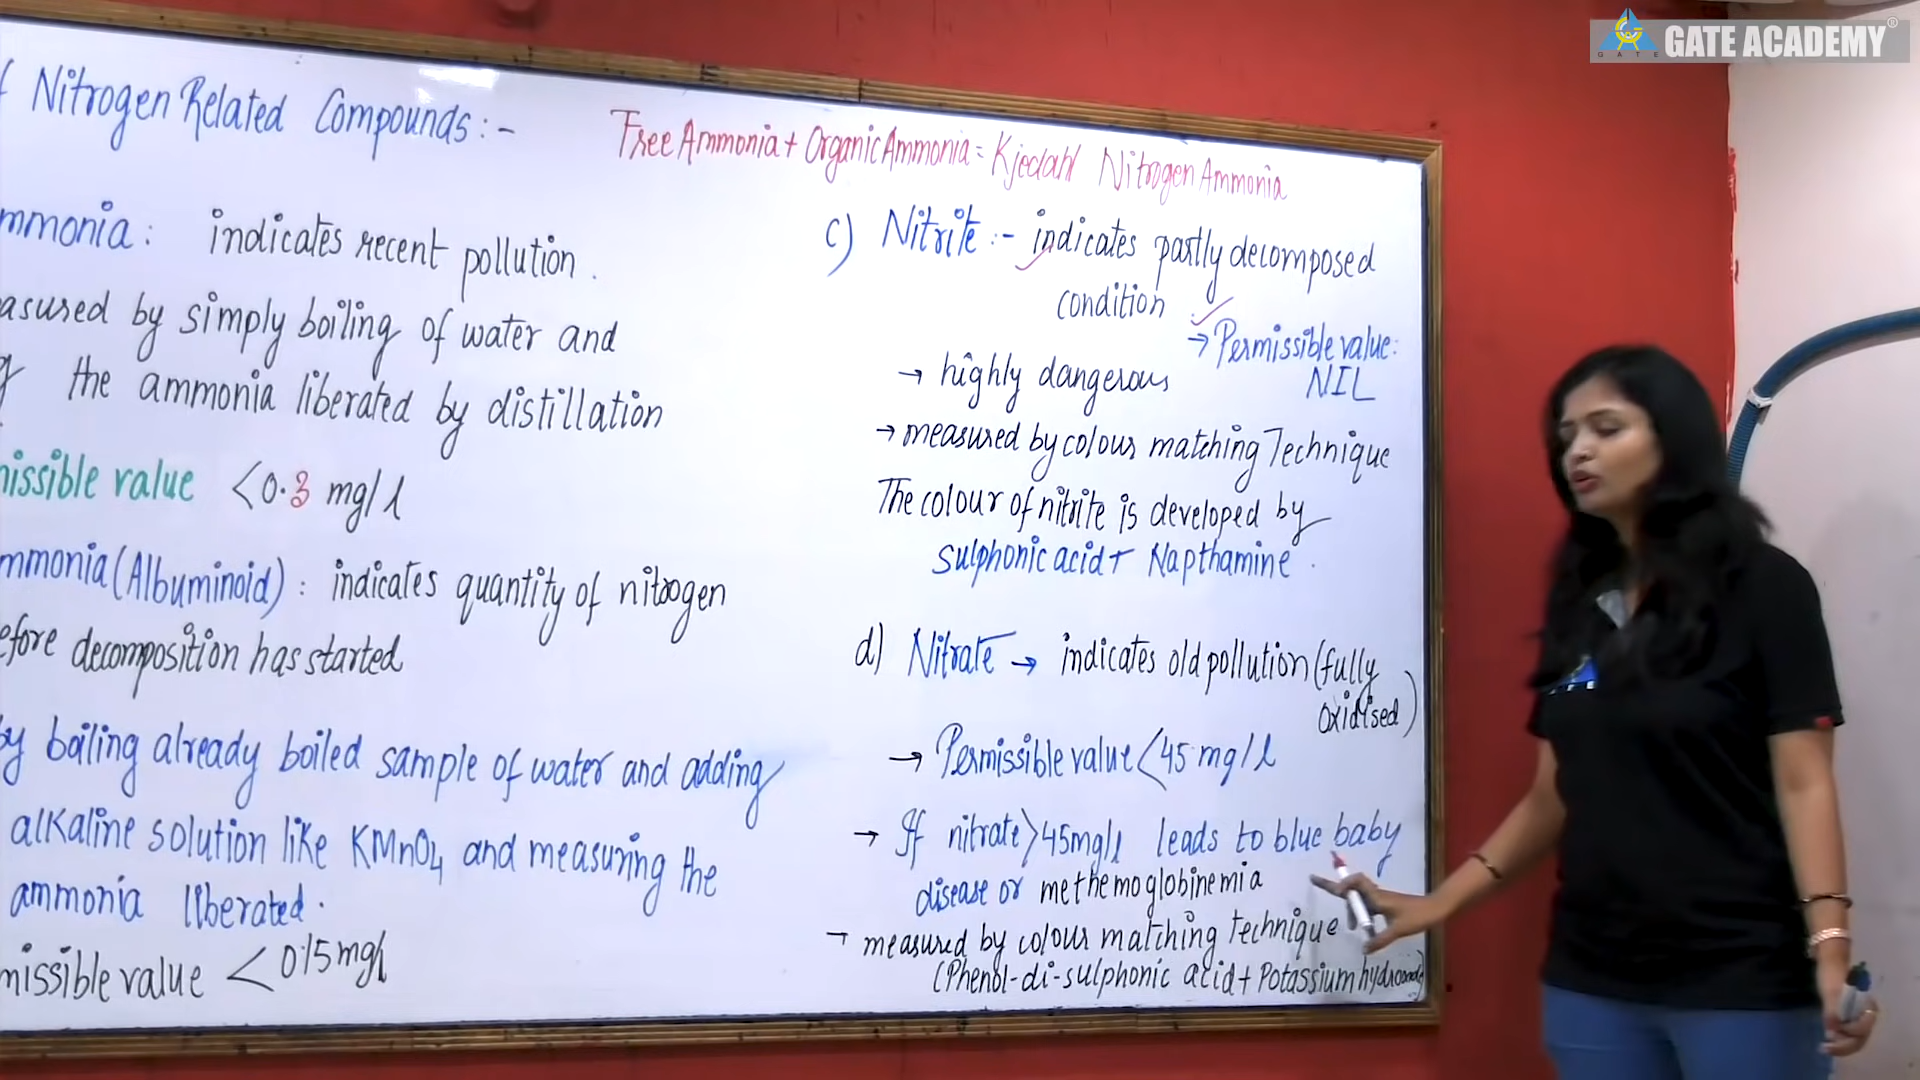 f Nitrogen Related Compounds :-
Free Ammonia + Organic Ammonia = Kjedahl Nitrogen Ammonia
mmonia : indicates recent pollution.
asured by simply boiling of water and
g the ammonia liberated by distillation
missible value <0.3 mg/l
mmonia (Albuminoid) : indicates quantity of nitrogen
efore decomposition has started
by boiling already boiled sample of water and adding
alkaline solution like KMnO4 and measuring the
ammonia liberated.
missible value < 0.15 mg/l
c) Nitrite :- indicates partly decomposed
condition
→ Permissible value:
NIL
→ highly dangerous
→ measured by colour matching Technique
The colour of nitrite is developed by
sulphonic acid + Napthamine.
d) Nitrate → indicates old pollution (fully
oxidised)
→ Permissible value < 45 mg/l
→ If nitrate > 45mg/l leads to blue baby
disease or methemoglobinemia
→ measured by colour matching technique
(Phenol-di-sulphonic acid + Potassium
GATE ACADEMY®
GATE